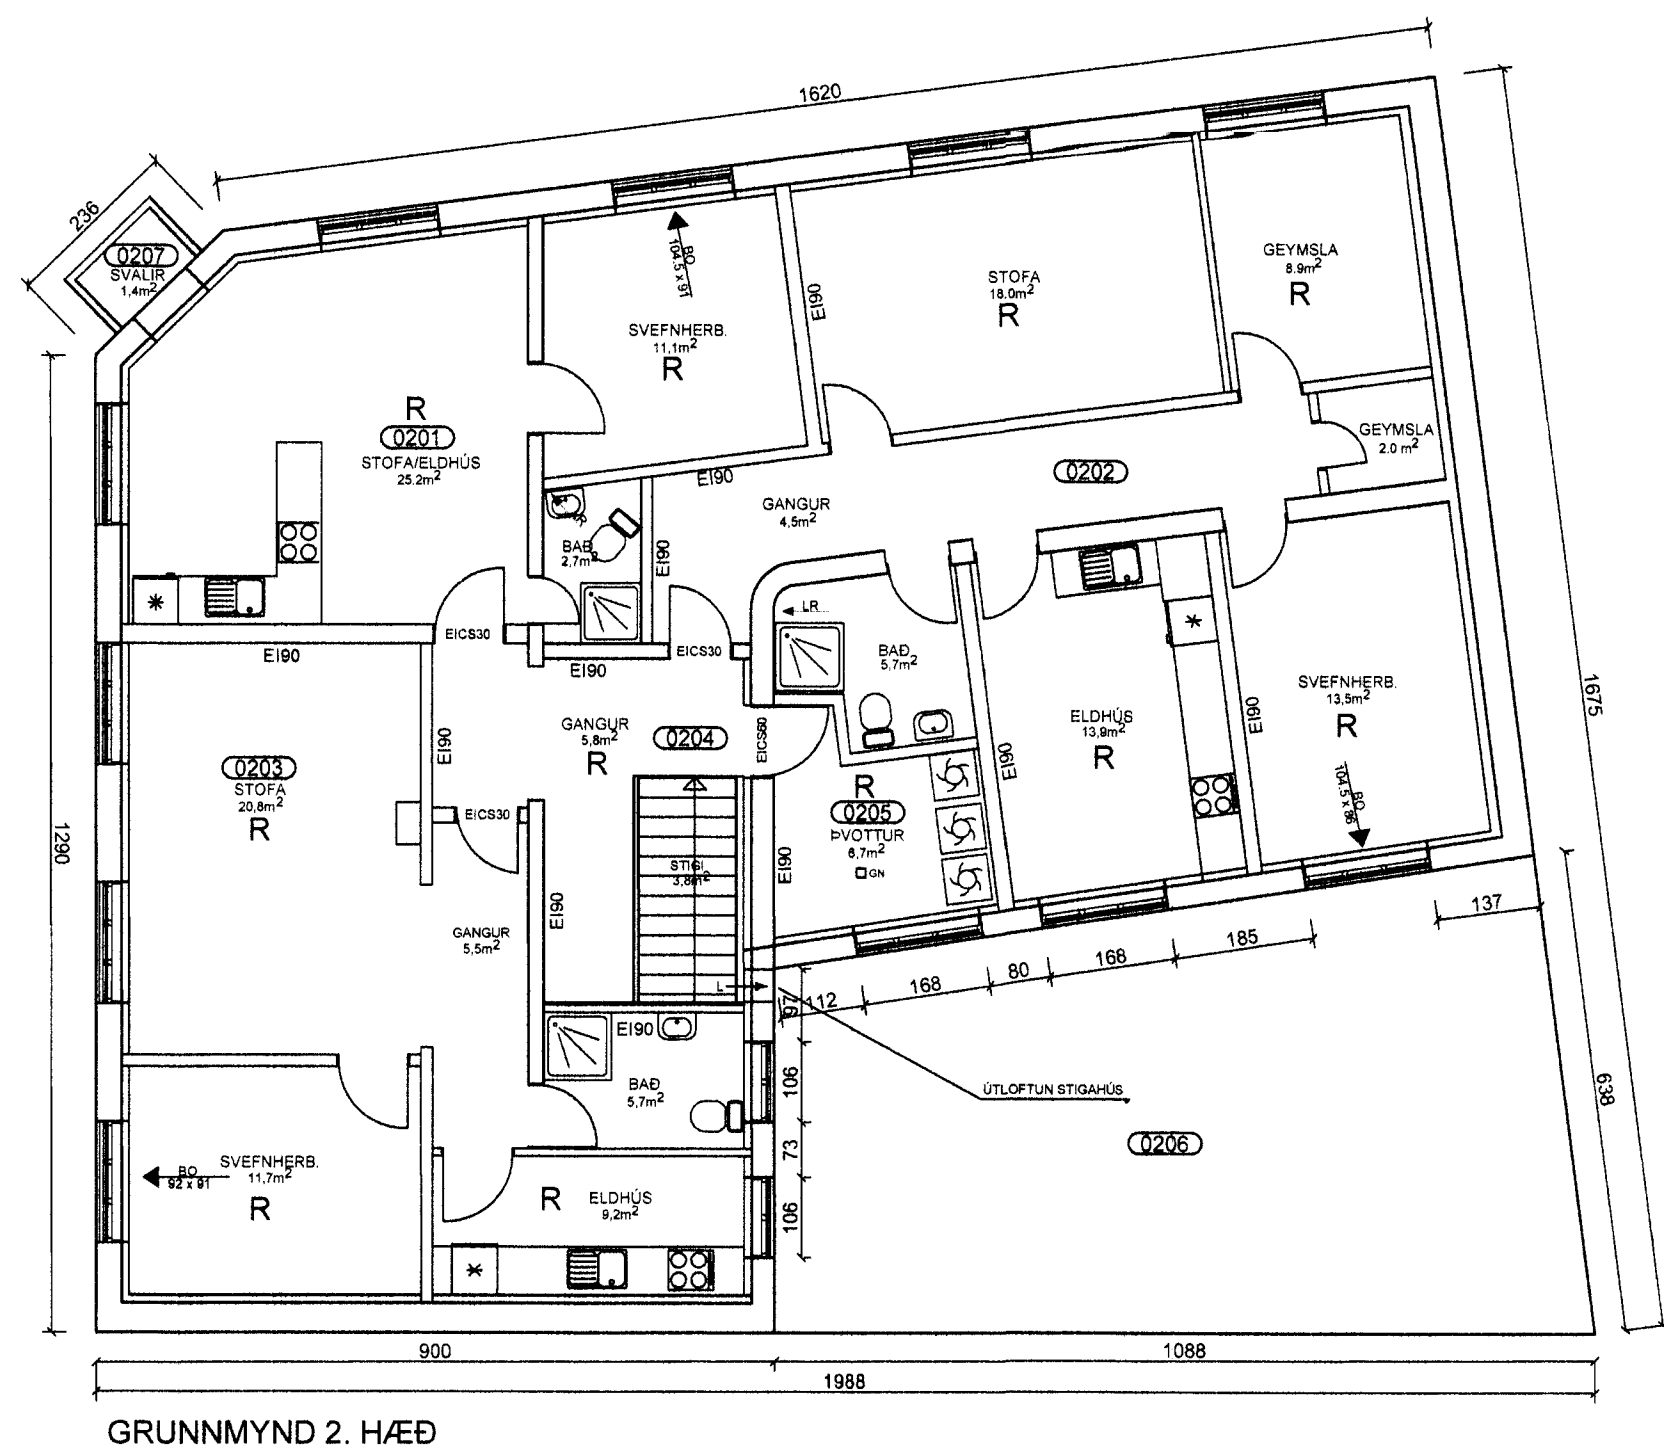 1620
236
0207
SVALIR
1,4m²
BO
104.5 x 91
EI90
STOFA
18.0m²
R
GEYMSLA
8.9m²
R
SVEFNHERB.
11,1m²
R
R
0201
STOFA/ELDHÚS
25.2m²
GEYMSLA
2.0 m²
EI90
0202
GANGUR
4,5m²
BAÐ
2,7m²
EI90
LR
EICS30
EI90
EI90
EICS30
BAÐ
5,7m²
SVEFNHERB.
13,5m²
R
1675
GANGUR
5,8m²
R
0204
EICS60
EI90
ELDHÚS
13,9m²
R
EI90
EI90
0203
STOFA
20,8m²
R
R
0205
ÞVOTTUR
6,7m²
GN
EI90
BO
104.5 x 86
EICS30
STIGI
3,8m²
1290
EI90
GANGUR
5,5m²
137
185
168
80
168
112
L
97
EI90
BAÐ
5,7m²
106
ÚTLOFTUN STIGAHÚS
638
0206
73
BO
92 x 91
SVEFNHERB.
11,7m²
R
R
ELDHÚS
9,2m²
106
900
1088
1988
GRUNNMYND 2. HÆÐ